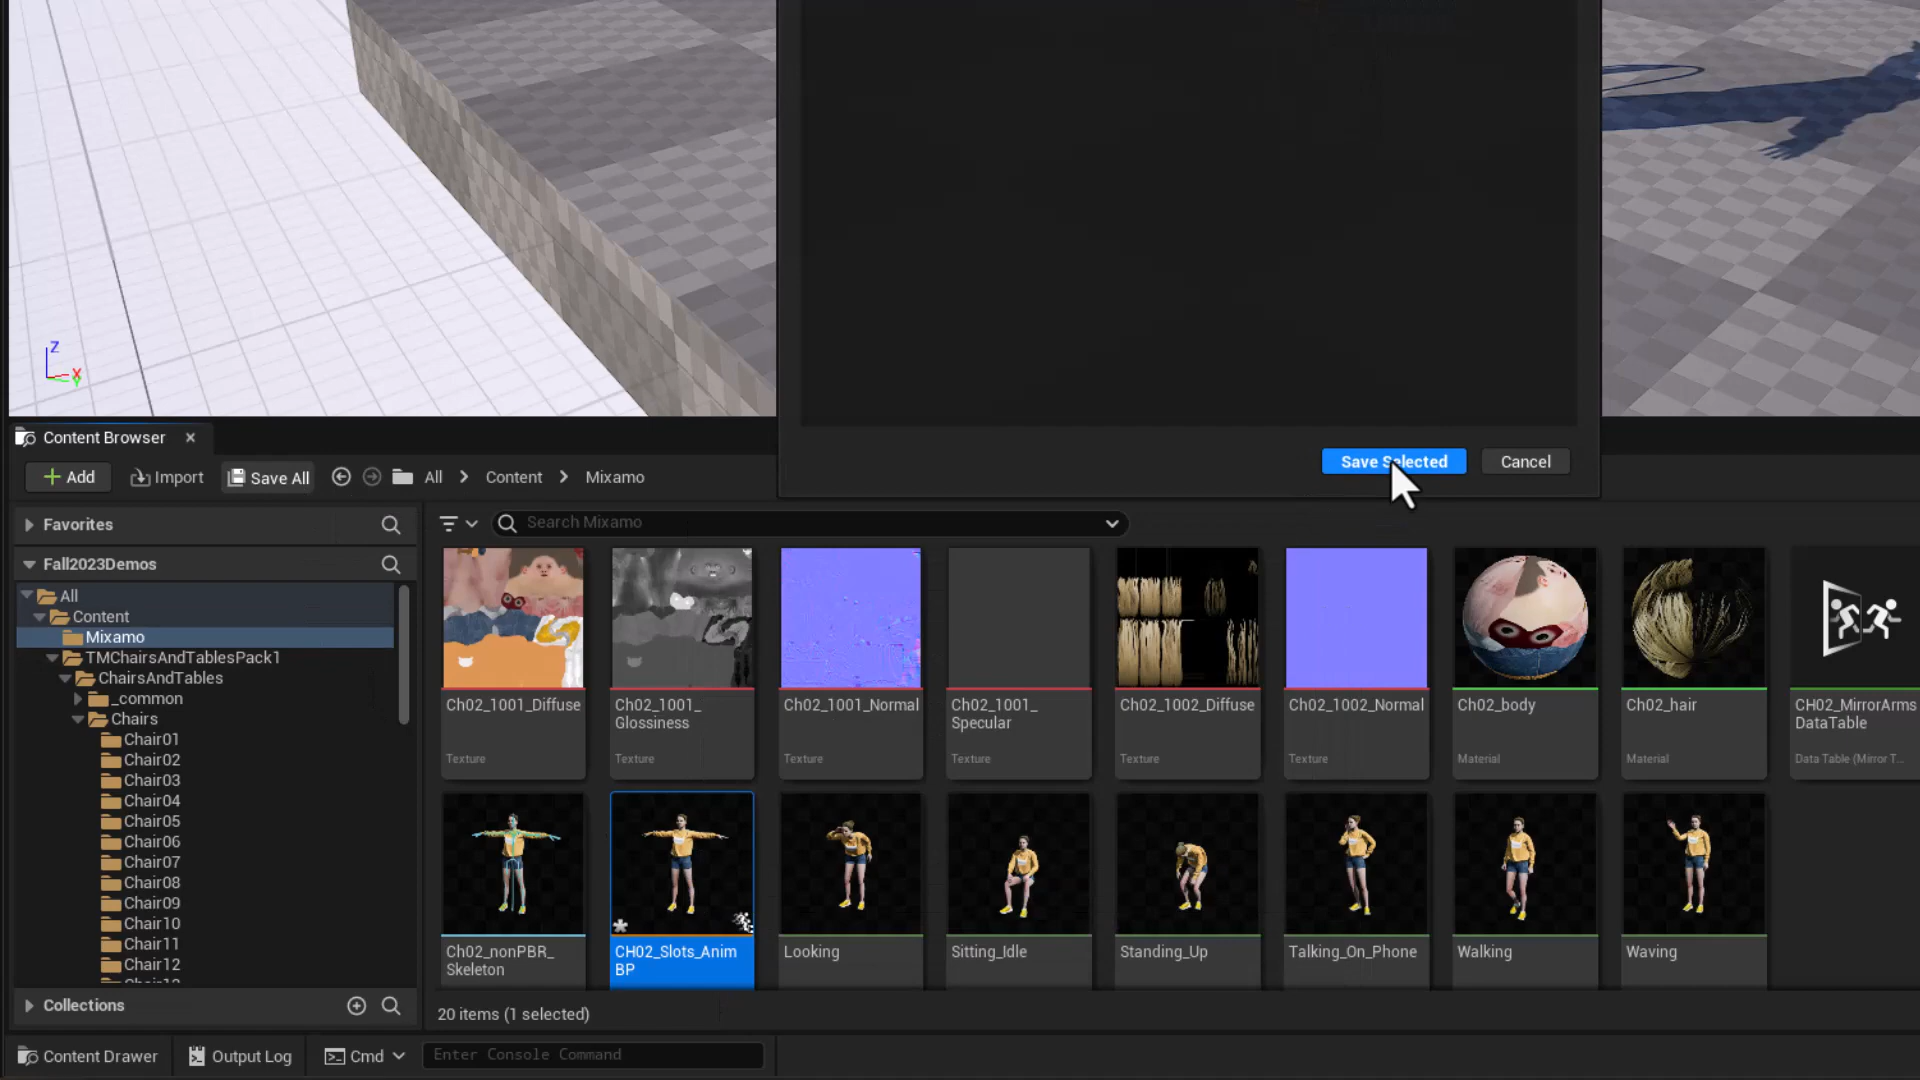 Z
X
Y
Save Selected
Cancel
Content Browser
Add
Import
Save All
All
Content
Mixamo
Favorites
Search Mixamo
Fall2023Demos
All
Content
Mixamo
TMChairsAndTablesPack1
ChairsAndTables
_common
Chairs
Chair01
Chair02
Chair03
Chair04
Chair05
Chair06
Chair07
Chair08
Chair09
Chair10
Chair11
Chair12
Collections
Ch02_1001_Diffuse
Texture
Ch02_1001_
Glossiness
Texture
Ch02_1001_Normal
Texture
Ch02_1001_
Specular
Texture
Ch02_1002_Diffuse
Texture
Ch02_1002_Normal
Texture
Ch02_body
Material
Ch02_hair
Material
CH02_MirrorArms
DataTable
Data Table (Mirror T...
Ch02_nonPBR_
Skeleton
CH02_Slots_Anim
BP
Looking
Sitting_Idle
Standing_Up
Talking_On_Phone
Walking
Waving
20 items (1 selected)
Content Drawer
Output Log
Cmd
Enter Console Command